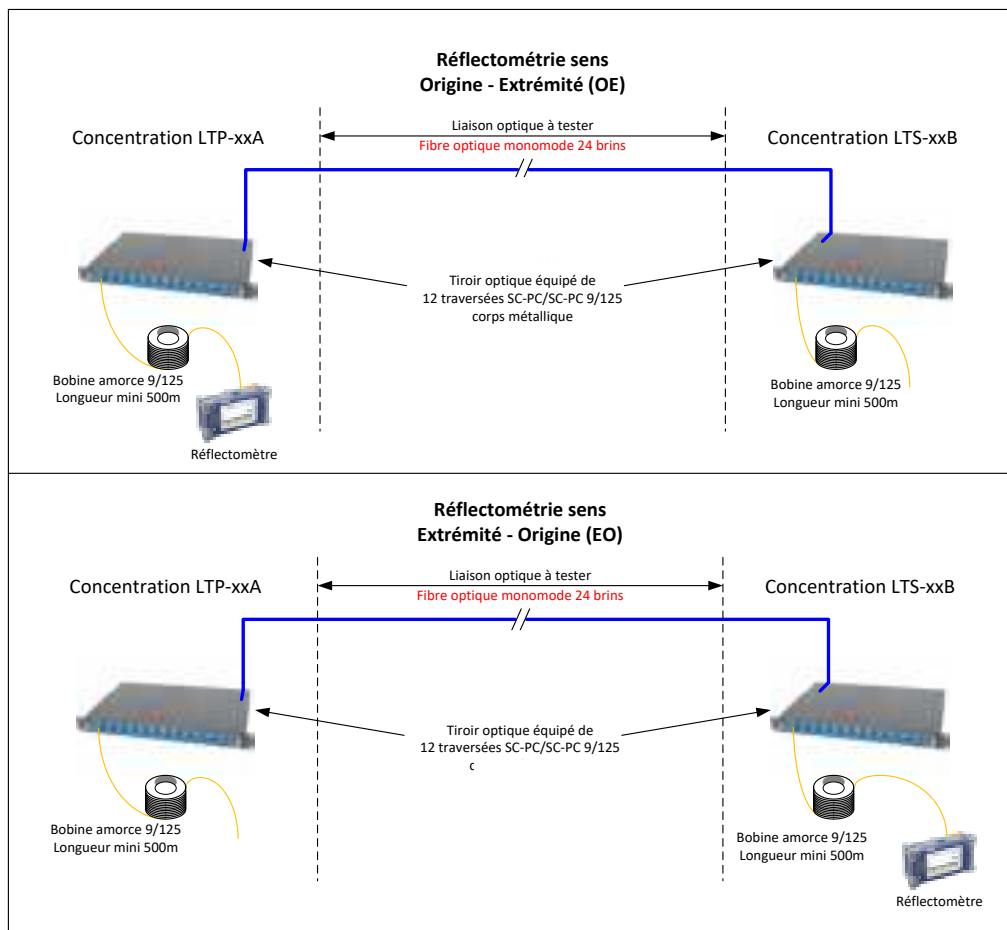 Réflectométrie sens
Origine - Extrémité (OE)
Concentration LTP-xxA
Liaison optique à tester
Fibre optique monomode 24 brins
Concentration LTS-xxB
Tiroir optique équipé de
12 traversées SC-PC/SC-PC 9/125
corps métallique
Bobine amorce 9/125
Longueur mini 500m
Réflectomètre
Bobine amorce 9/125
Longueur mini 500m
Réflectométrie sens
Extrémité - Origine (EO)
Concentration LTP-xxA
Liaison optique à tester
Fibre optique monomode 24 brins
Concentration LTS-xxB
Tiroir optique équipé de
12 traversées SC-PC/SC-PC 9/125
Bobine amorce 9/125
Longueur mini 500m
Bobine amorce 9/125
Longueur mini 500m
Réflectomètre